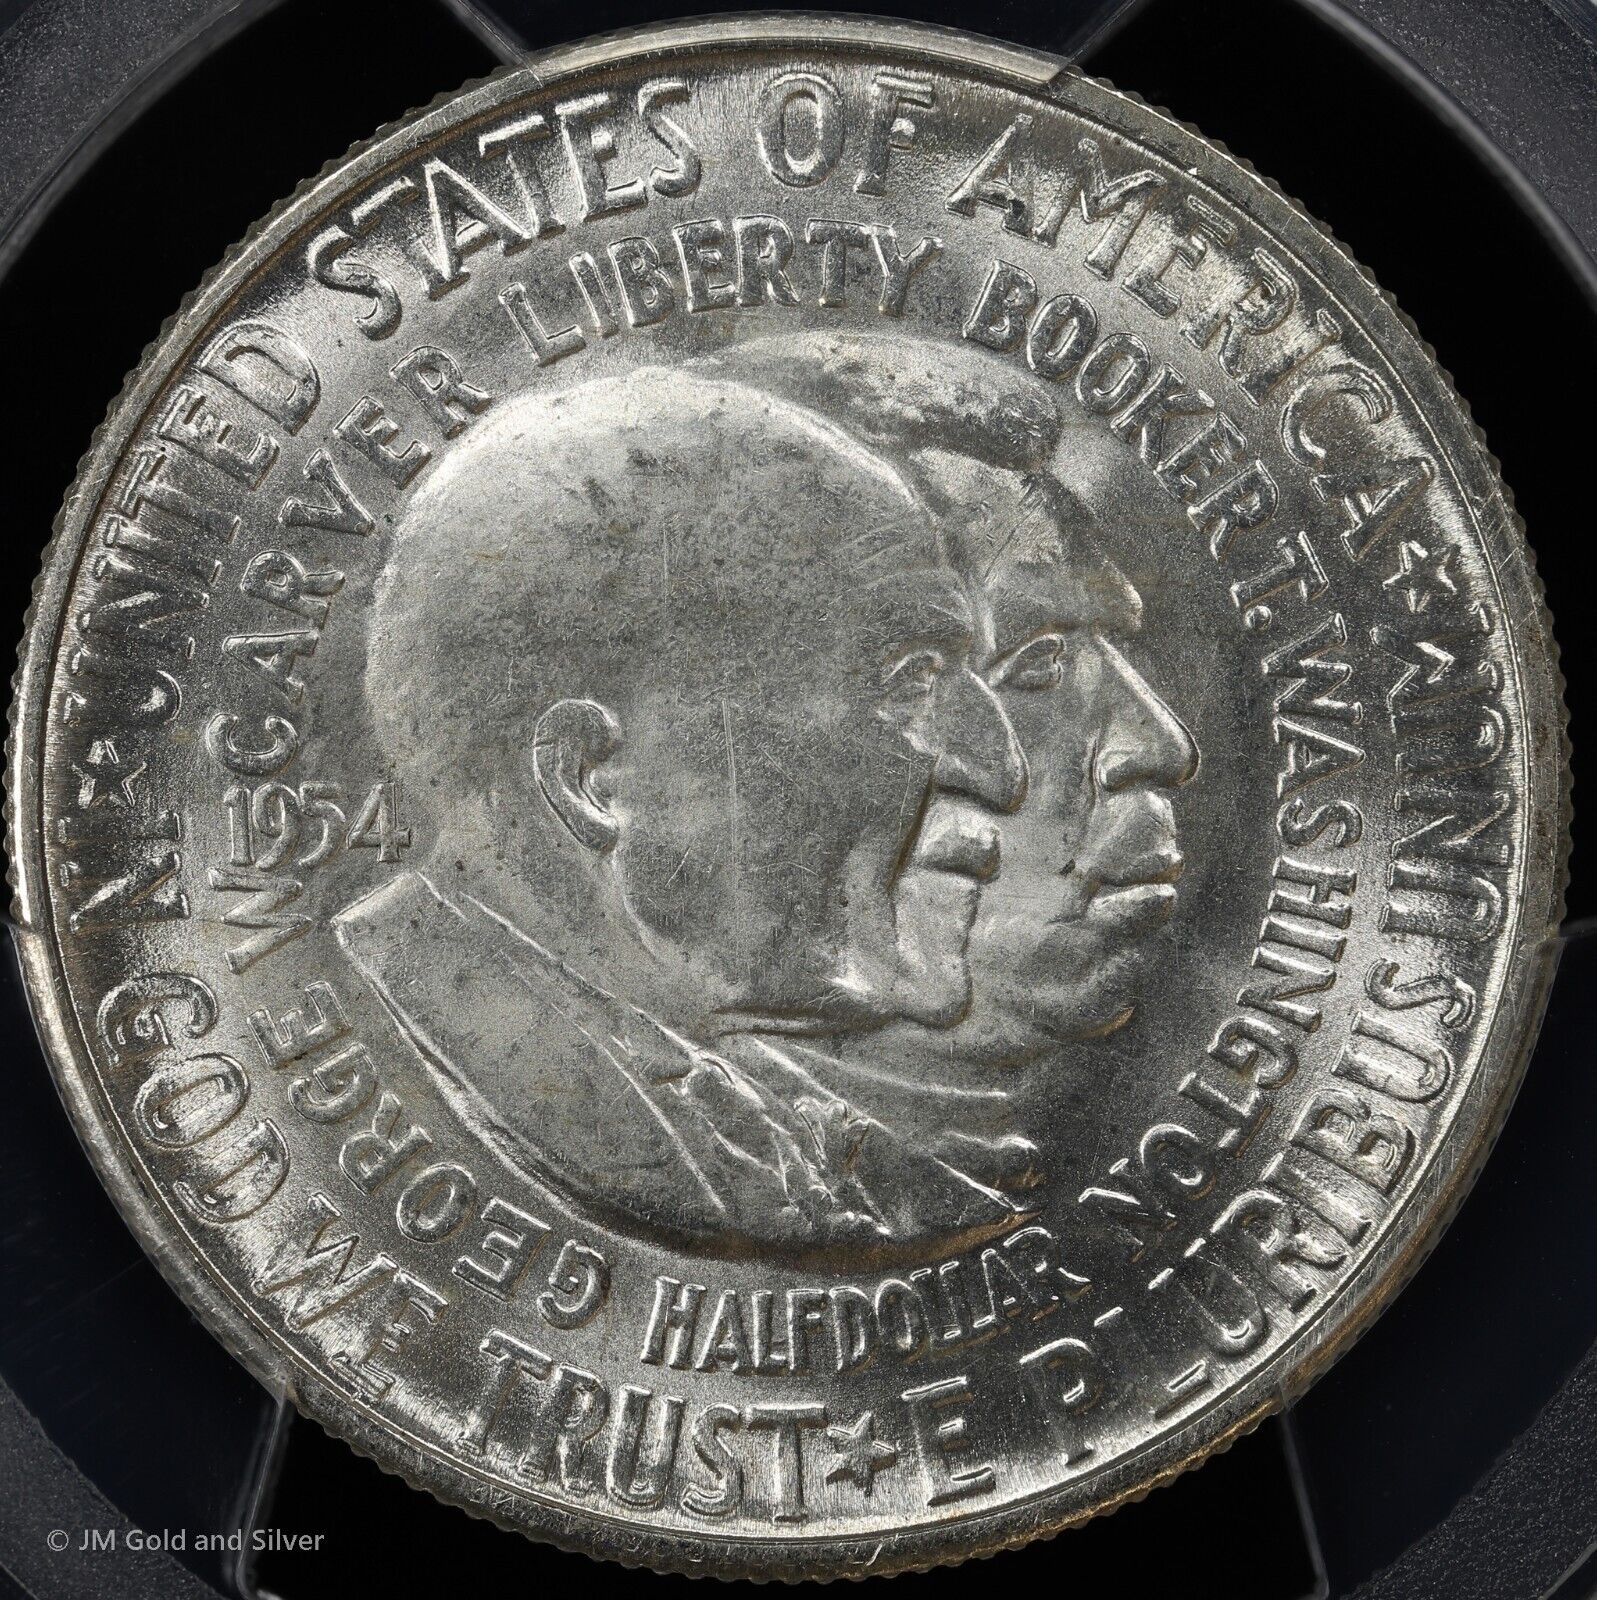 UNITED STATES OF AMERICA ★ E PLURIBUS UNUM ★ IN GOD WE TRUST ★
GEORGE W CARVER LIBERTY BOOKER T. WASHINGTON
1954
HALF DOLLAR
© JM Gold and Silver